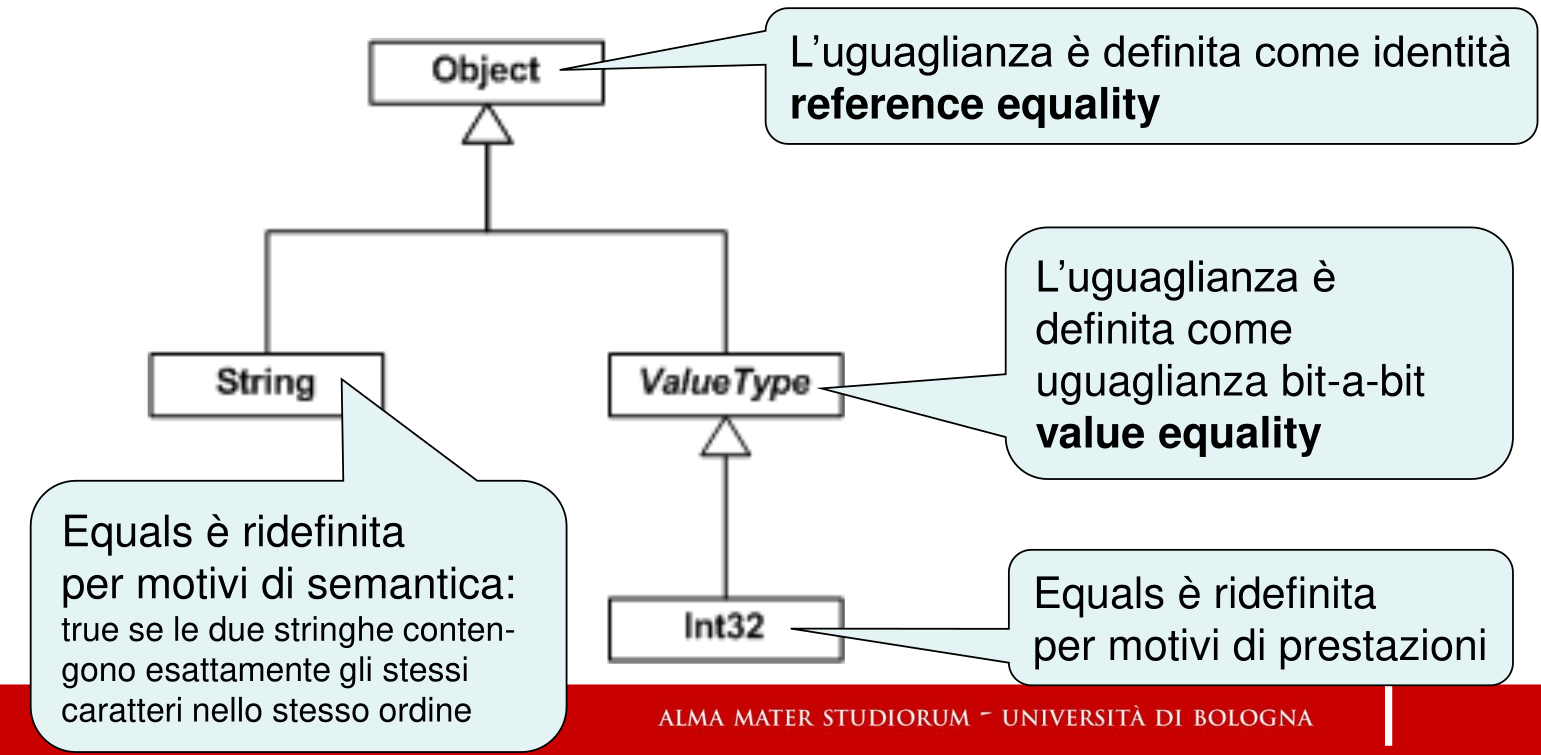 Object
L'uguaglianza è definita come identità
reference equality
String
ValueType
L'uguaglianza è
definita come
uguaglianza bit-a-bit
value equality
Equals è ridefinita
per motivi di semantica:
true se le due stringhe conten-
gono esattamente gli stessi
caratteri nello stesso ordine
Int32
Equals è ridefinita
per motivi di prestazioni
ALMA MATER STUDIORUM - UNIVERSITÀ DI BOLOGNA